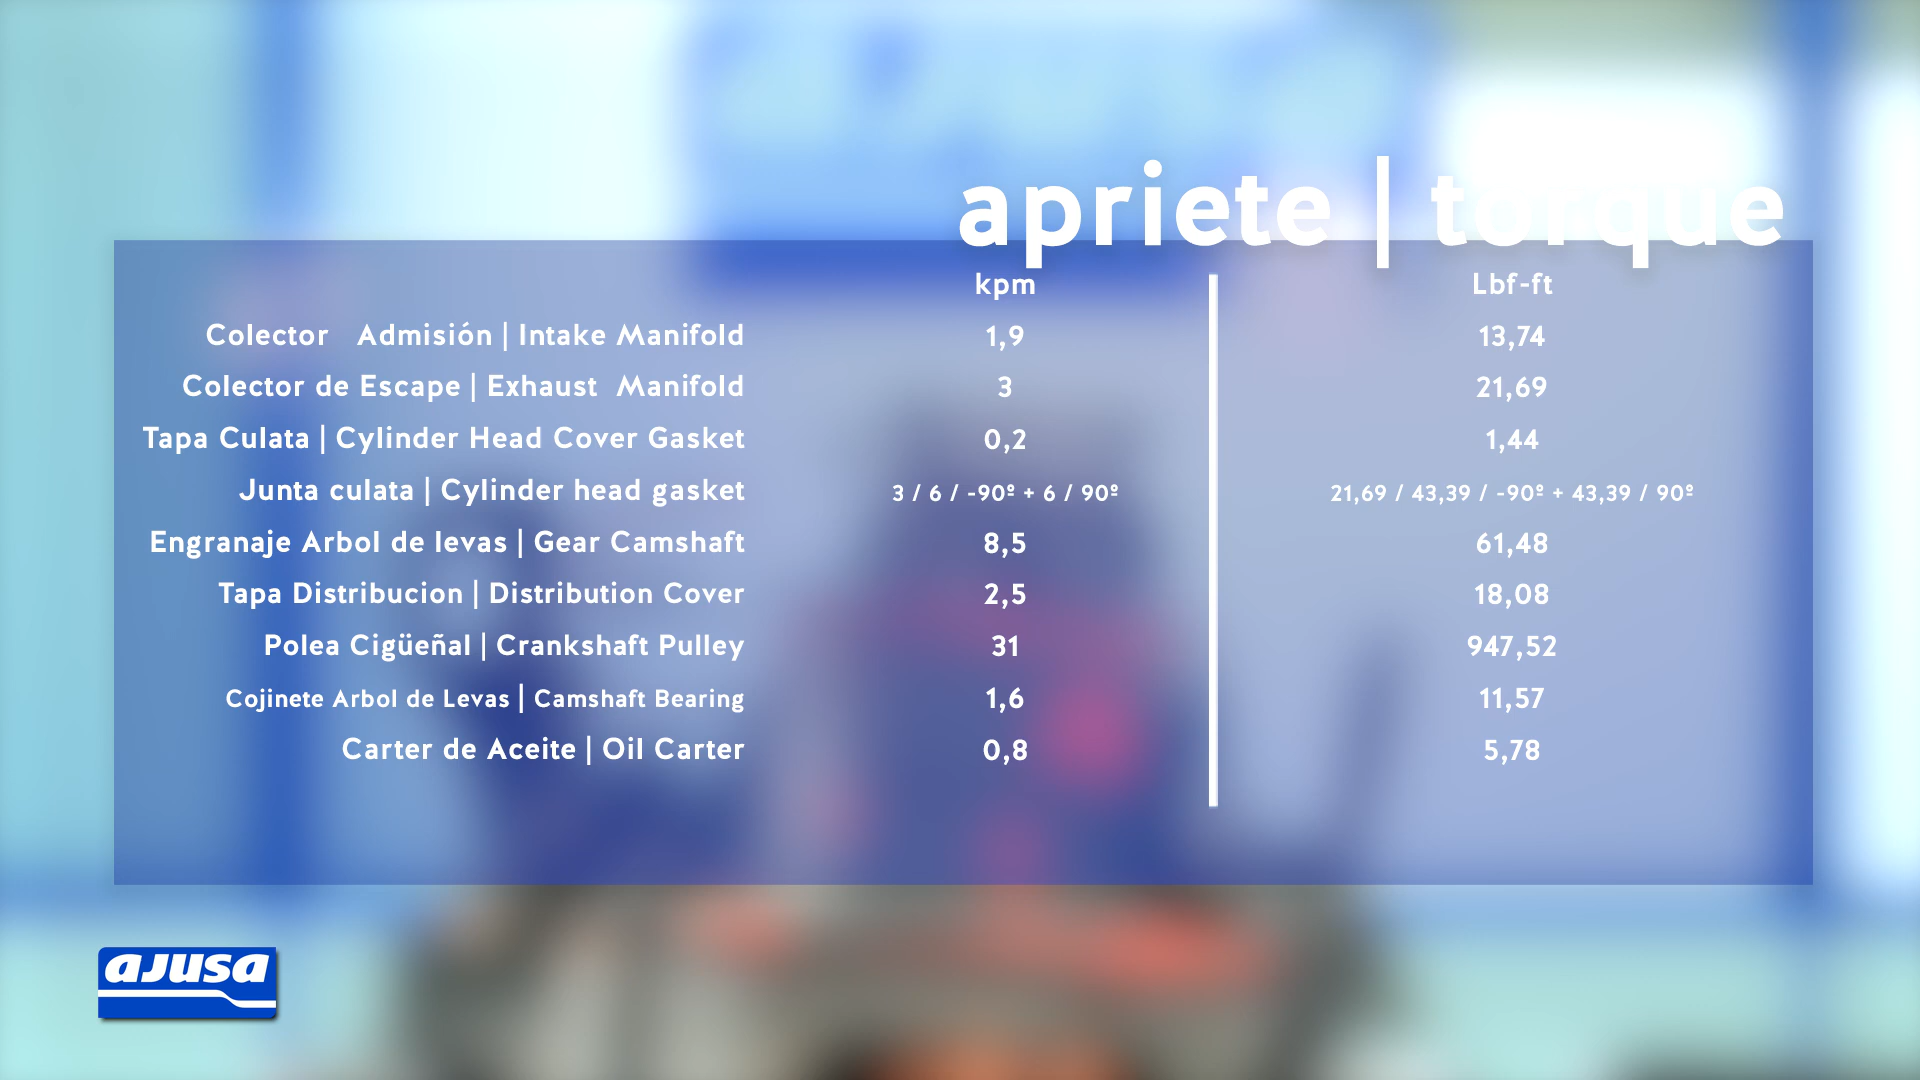 apriete | torque
kpm Lbf-ft
Colector Admisión | Intake Manifold 1,9 13,74
Colector de Escape | Exhaust Manifold 3 21,69
Tapa Culata | Cylinder Head Cover Gasket 0,2 1,44
Junta culata | Cylinder head gasket 3 / 6 / -90º + 6 / 90º 21,69 / 43,39 / -90º + 43,39 / 90º
Engranaje Arbol de levas | Gear Camshaft 8,5 61,48
Tapa Distribucion | Distribution Cover 2,5 18,08
Polea Cigüeñal | Crankshaft Pulley 31 947,52
Cojinete Arbol de Levas | Camshaft Bearing 1,6 11,57
Carter de Aceite | Oil Carter 0,8 5,78
ajusa